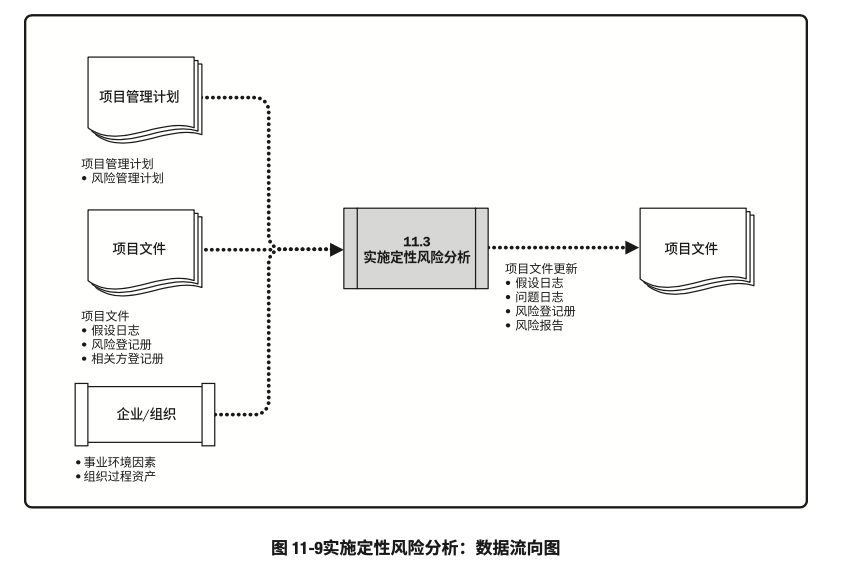 项目管理计划
项目管理计划
• 风险管理计划
项目文件
项目文件
• 假设日志
• 风险登记册
• 相关方登记册
企业/组织
• 事业环境因素
• 组织过程资产
11.3
实施定性风险分析
项目文件更新
• 假设日志
• 问题日志
• 风险登记册
• 风险报告
项目文件
图 11-9实施定性风险分析：数据流向图